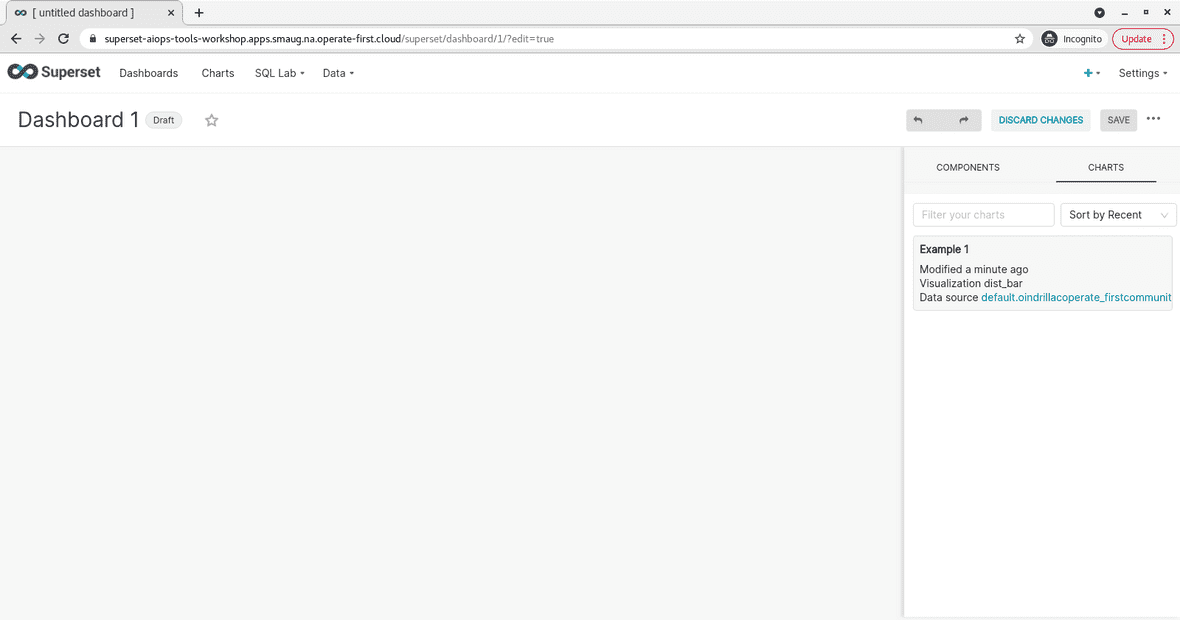 [ untitled dashboard ]
superset-aiops-tools-workshop.apps.smaug.na.operate-first.cloud/superset/dashboard/1/?edit=true
Incognito
Update
Superset
Dashboards
Charts
SQL Lab
Data
Settings
Dashboard 1
Draft
DISCARD CHANGES
SAVE
COMPONENTS
CHARTS
Filter your charts
Sort by Recent
Example 1
Modified a minute ago
Visualization dist_bar
Data source default.oindrillacoperate_firstcommunit